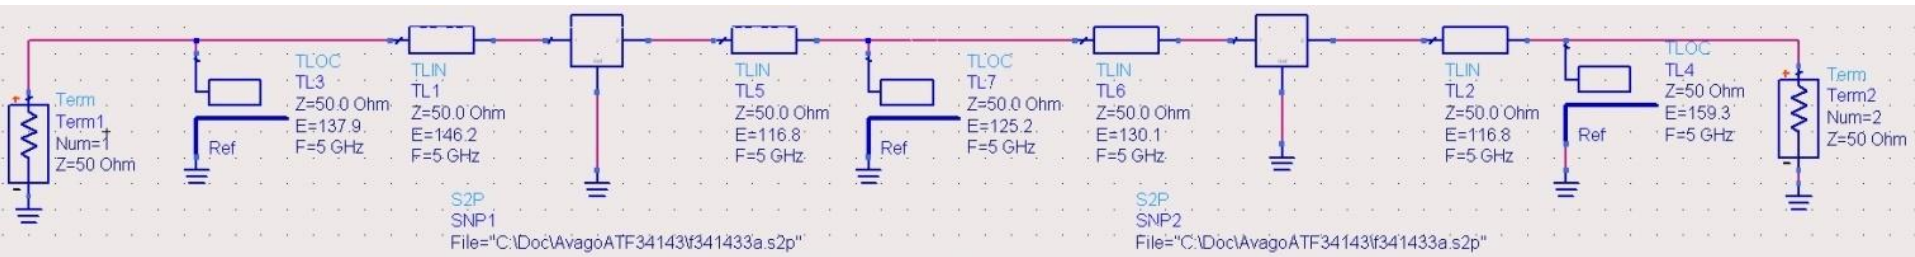 Term
Term1
Num=1
Z=50 Ohm
Ref
TLOC
TL3
Z=50.0 Ohm
E=137.9
F=5 GHz
TLIN
TL1
Z=50.0 Ohm
E=146.2
F=5 GHz
S2P
SNP1
File="C:\Doc\AvagoATF34143\f341433a.s2p"
TLIN
TL5
Z=50.0 Ohm
E=116.8
F=5 GHz
Ref
TLOC
TL7
Z=50.0 Ohm
E=125.2
F=5 GHz
TLIN
TL6
Z=50.0 Ohm
E=130.1
F=5 GHz
S2P
SNP2
File="C:\Doc\AvagoATF34143\f341433a.s2p"
TLIN
TL2
Z=50.0 Ohm
E=116.8
F=5 GHz
Ref
TLOC
TL4
Z=50 Ohm
E=159.3
F=5 GHz
Term
Term2
Num=2
Z=50 Ohm